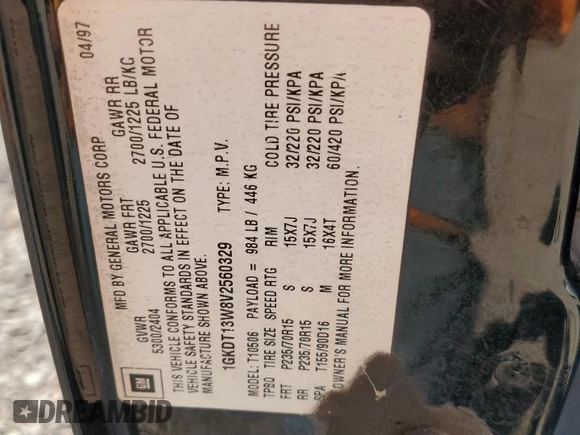 MFD BY GENERAL MOTORS CORP 04/97
GVWR GAWR FRT GAWR RR
5300/2404 2700/1225 2700/1225 LB/KG
THIS VEHICLE CONFORMS TO ALL APPLICABLE U.S. FEDERAL MOTOR
VEHICLE SAFETY STANDARDS IN EFFECT ON THE DATE OF
MANUFACTURE SHOWN ABOVE.
1GKDT13W8V2560329 TYPE: M.P.V.
MODEL: T10506 PAYLOAD = 984 LB / 446 KG
TPBD TIRE SIZE SPEED RTG RIM COLD TIRE PRESSURE
FRT P235/70R15 S 15X7J 32/220 PSI/KPA
RR P235/70R15 S 15X7J 32/220 PSI/KPA
SPA T155/90D16 M 16X4T 60/420 PSI/KPA
OWNER'S MANUAL FOR MORE INFORMATION.
GM
DREAMBID